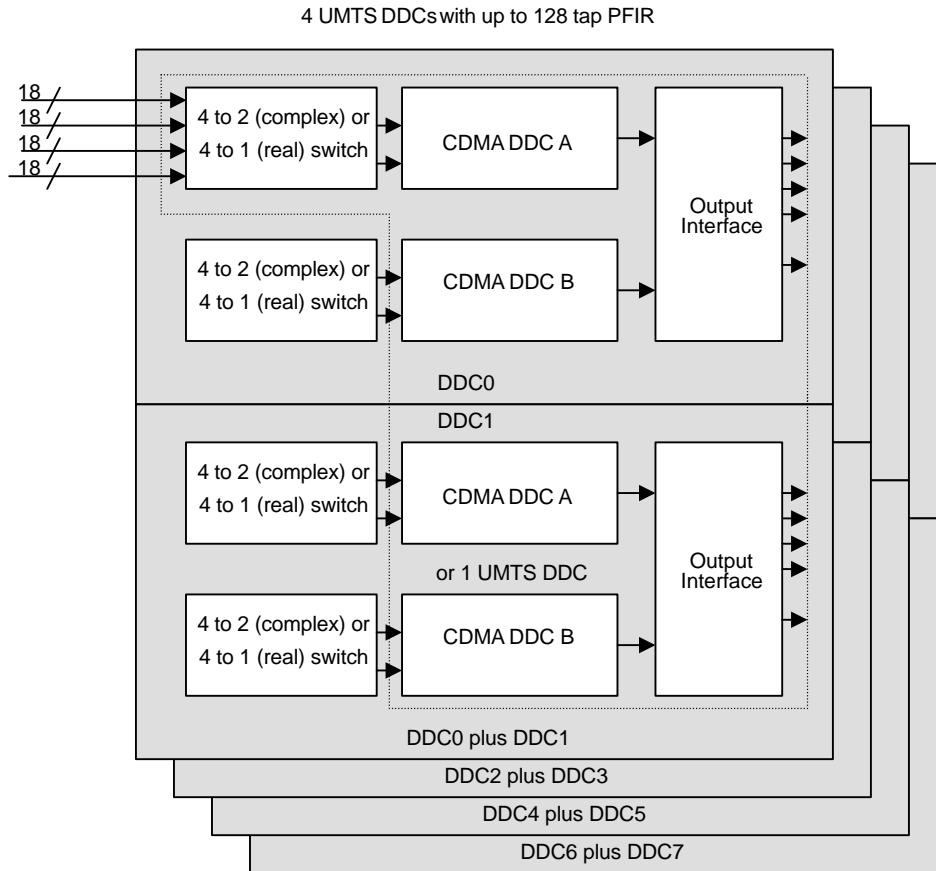 4 UMTS DDCs with up to 128 tap PFIR
18
18
18
18
4 to 2 (complex) or
4 to 1 (real) switch
CDMA DDC A
Output
Interface
4 to 2 (complex) or
4 to 1 (real) switch
CDMA DDC B
DDC0
DDC1
4 to 2 (complex) or
4 to 1 (real) switch
CDMA DDC A
Output
Interface
or 1 UMTS DDC
4 to 2 (complex) or
4 to 1 (real) switch
CDMA DDC B
DDC0 plus DDC1
DDC2 plus DDC3
DDC4 plus DDC5
DDC6 plus DDC7